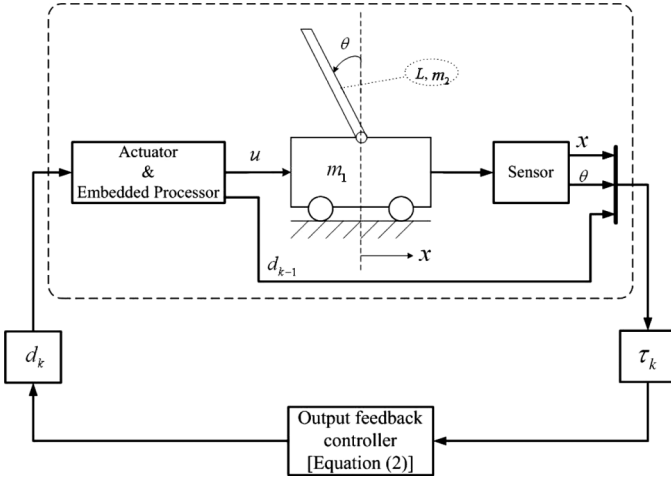 θ
L, m₂
Actuator
&
Embedded Processor
u
m₁
Sensor
x
θ
dₖ₋₁
x
dₖ
τₖ
Output feedback
controller
[Equation (2)]